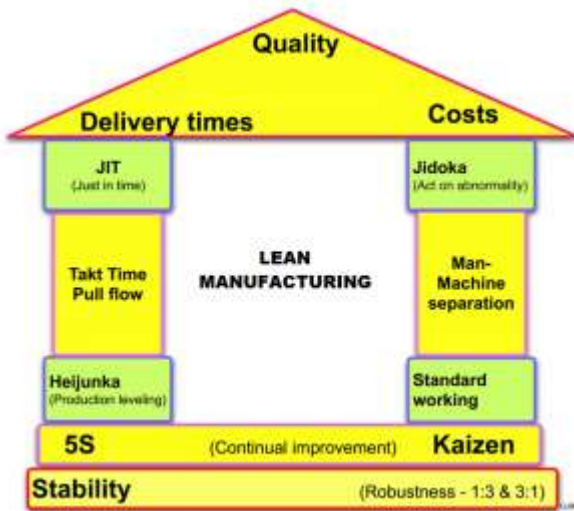 Quality
Delivery times
Costs
JIT
(Just in time)
Jidoka
(Act on abnormality)
Takt Time
Pull flow
LEAN
MANUFACTURING
Man-
Machine
separation
Heijunka
(Production leveling)
Standard
working
5S (Continual improvement) Kaizen
Stability (Robustness - 1:3 & 3:1)